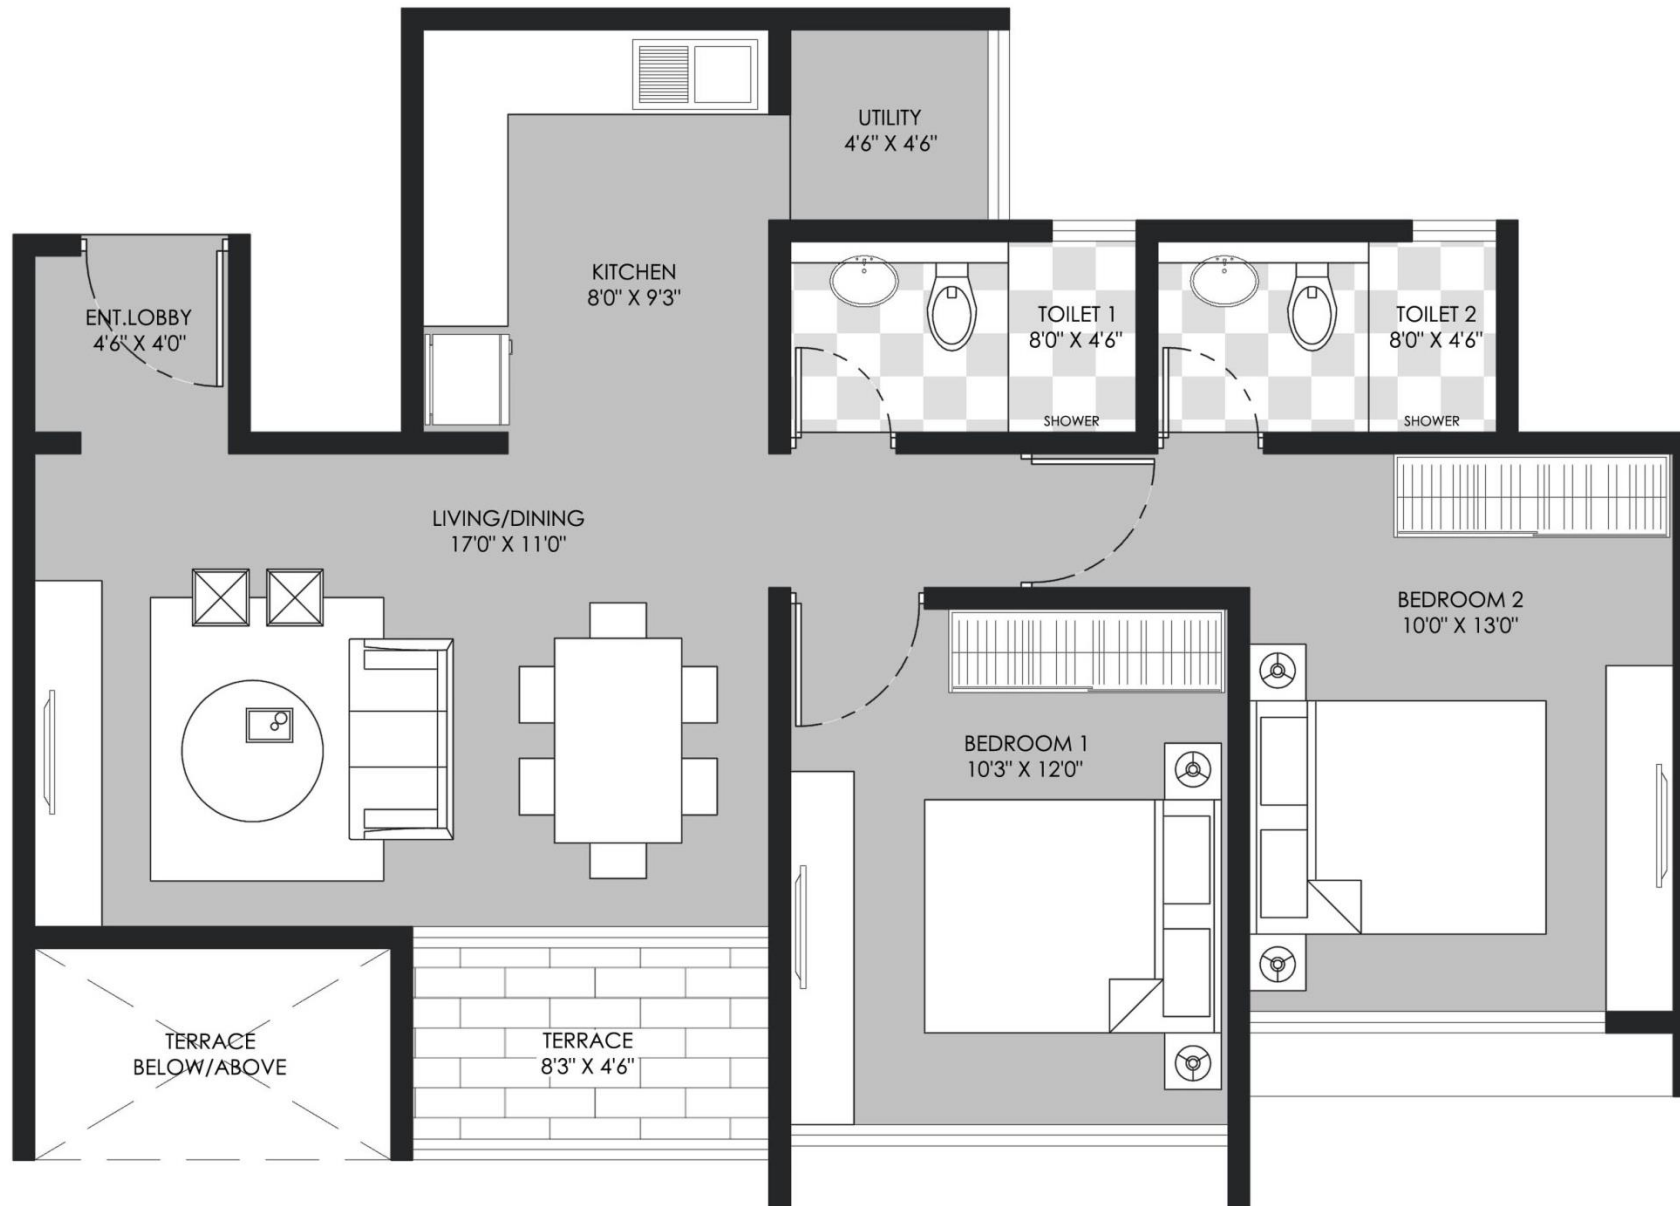 UTILITY
4'6" X 4'6"
KITCHEN
8'0" X 9'3"
ENT.LOBBY
4'6" X 4'0"
TOILET 1
8'0" X 4'6"
SHOWER
TOILET 2
8'0" X 4'6"
SHOWER
LIVING/DINING
17'0" X 11'0"
BEDROOM 2
10'0" X 13'0"
BEDROOM 1
10'3" X 12'0"
TERRACE
BELOW/ABOVE
TERRACE
8'3" X 4'6"